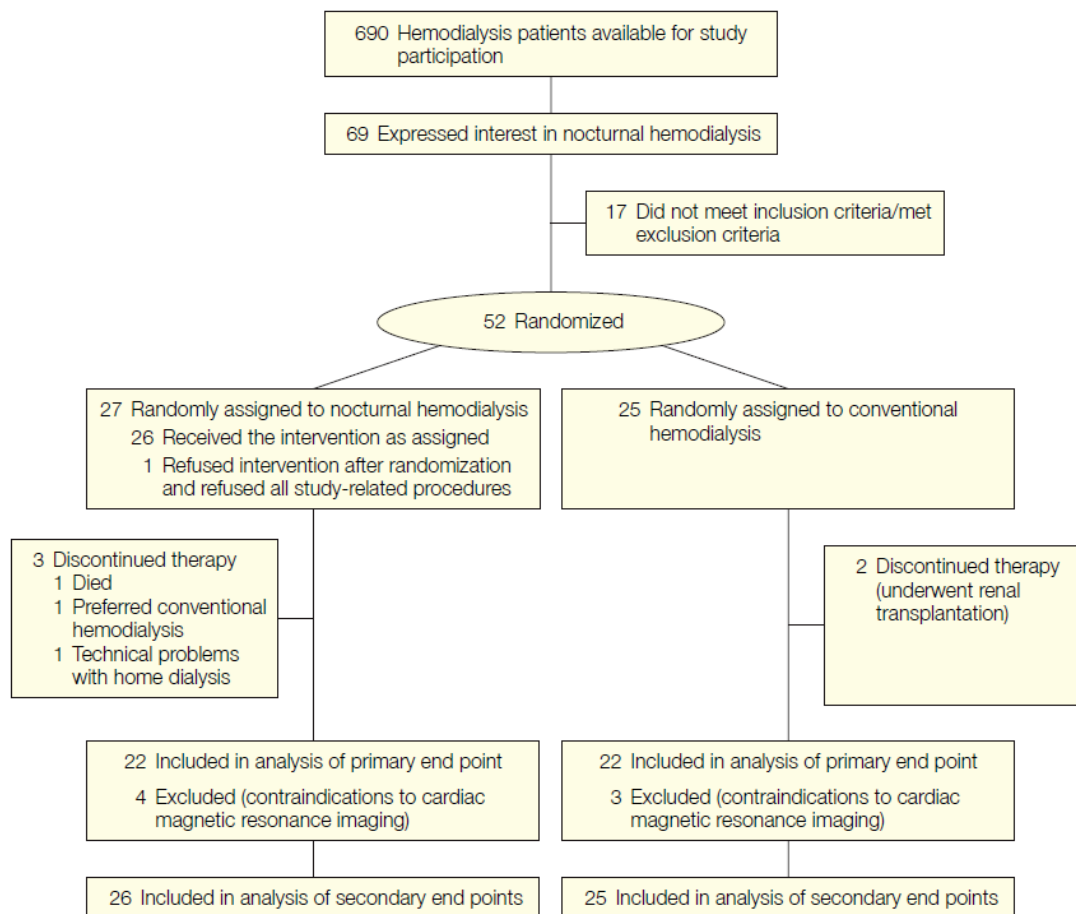 690 Hemodialysis patients available for study
participation
69 Expressed interest in nocturnal hemodialysis
17 Did not meet inclusion criteria/met
exclusion criteria
52 Randomized
27 Randomly assigned to nocturnal hemodialysis
26 Received the intervention as assigned
1 Refused intervention after randomization
and refused all study-related procedures
25 Randomly assigned to conventional
hemodialysis
3 Discontinued therapy
1 Died
1 Preferred conventional
hemodialysis
1 Technical problems
with home dialysis
2 Discontinued therapy
(underwent renal
transplantation)
22 Included in analysis of primary end point
4 Excluded (contraindications to cardiac
magnetic resonance imaging)
22 Included in analysis of primary end point
3 Excluded (contraindications to cardiac
magnetic resonance imaging)
26 Included in analysis of secondary end points
25 Included in analysis of secondary end points